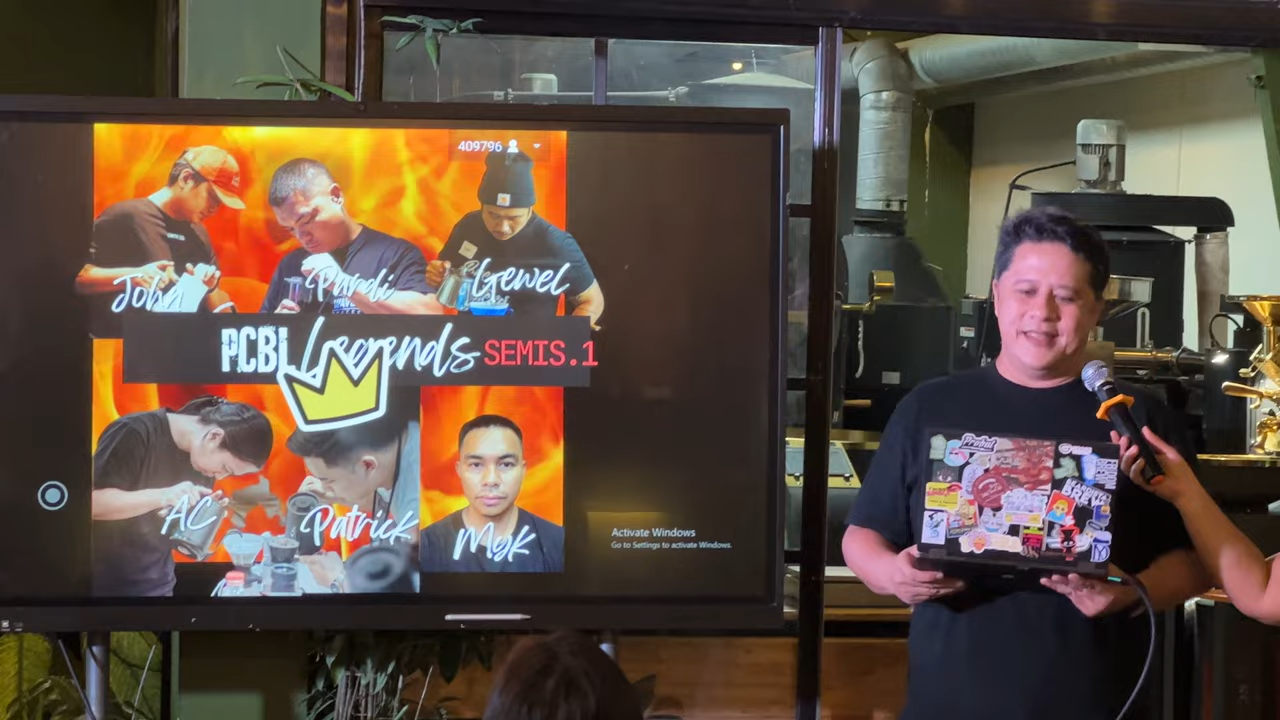 409796
John
Pardi
Gewel
PCBL Legends SEMIS.1
AC
Patrick
Myk
Activate Windows
Go to Settings to activate Windows.
Probat